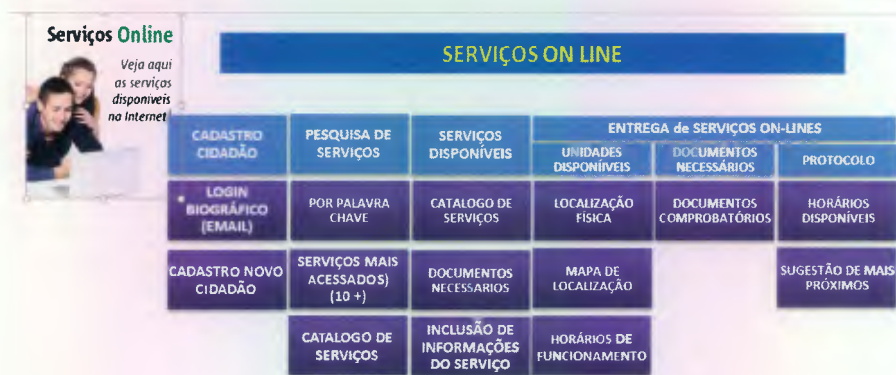 Serviços Online
Veja aqui
as serviços
disponíveis
na Internet
SERVIÇOS ON LINE
CADASTRO
CIDADÃO
PESQUISA DE
SERVIÇOS
SERVIÇOS
DISPONÍVEIS
ENTREGA de SERVIÇOS ON-LINES
UNIDADES
DISPONIÍVEIS
DOCUMENTOS
NECESSÁRIOS
PROTOCOLO
LOGIN
BIOGRÁFICO
(EMAIL)
POR PALAVRA
CHAVE
CATALOGO DE
SERVIÇOS
LOCALIZAÇÃO
FÍSICA
DOCUMENTOS
COMPROBATÓRIOS
HORÁRIOS
DISPONÍVEIS
CADASTRO NOVO
CIDADÃO
SERVIÇOS MAIS
ACESSADOS)
(10 +)
DOCUMENTOS
NECESSARIOS
MAPA DE
LOCALIZAÇÃO
SUGESTÃO DE MAIS
PRÓXIMOS
CATALOGO DE
SERVIÇOS
INCLUSÃO DE
INFORMAÇÕES
DO SERVIÇO
HORÁRIOS DE
FUNCIONAMENTO